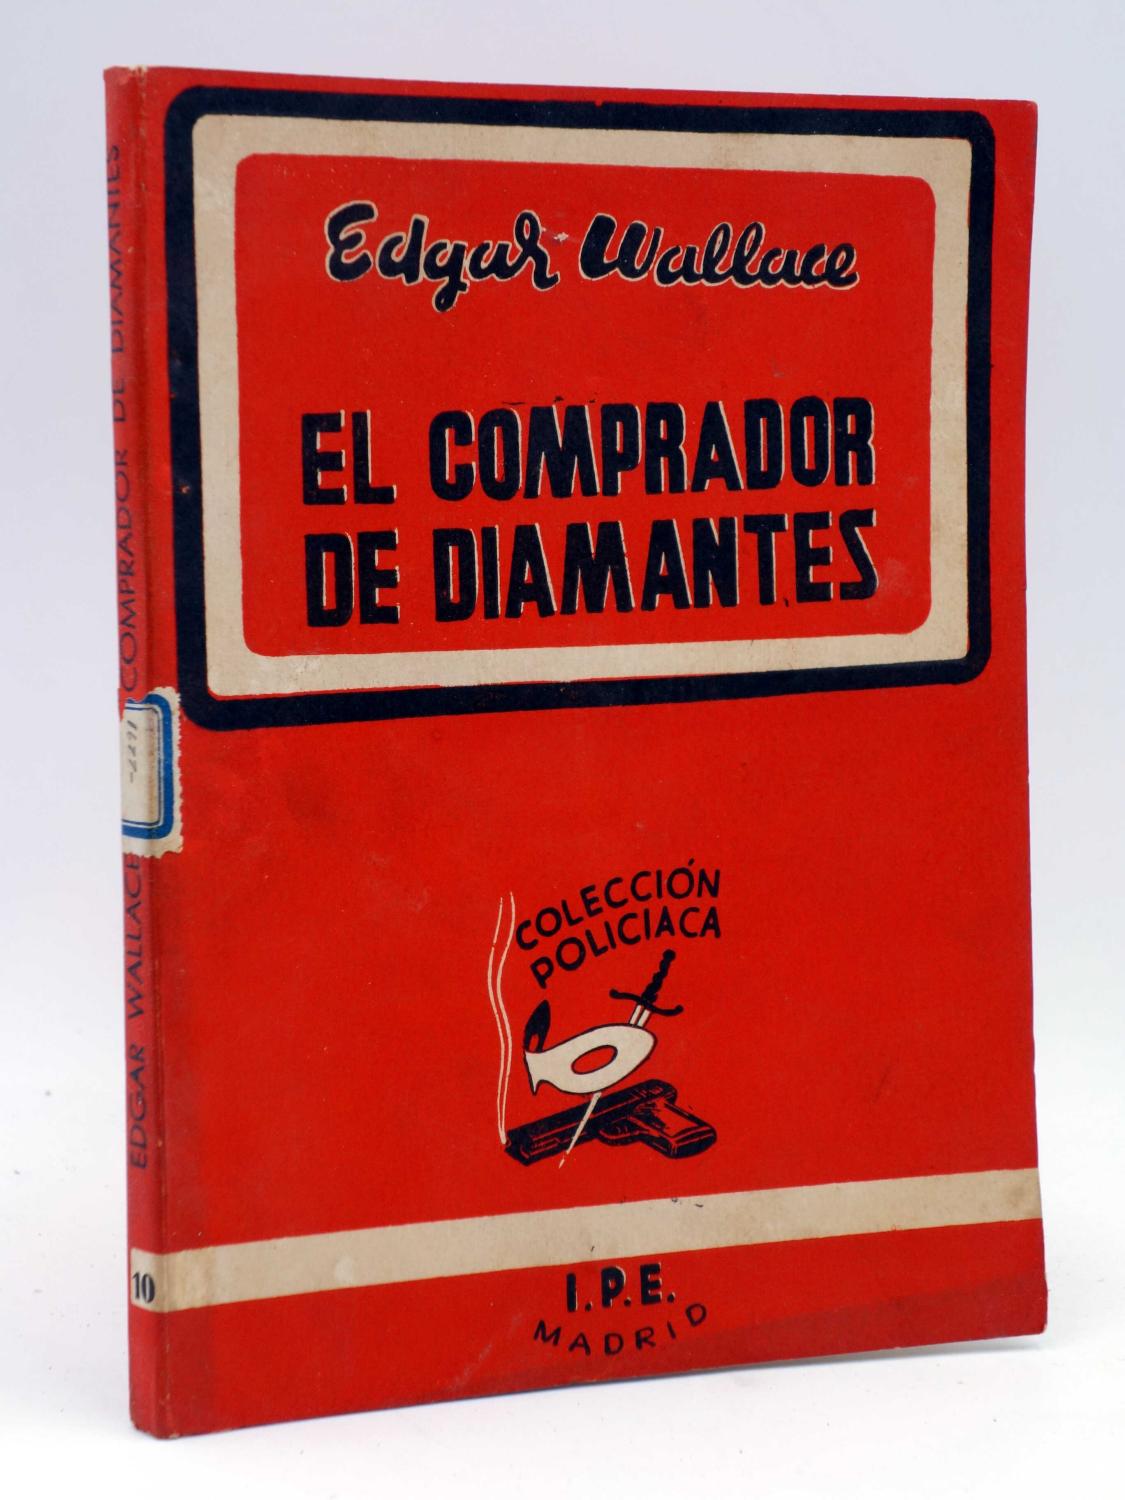 Edgar Wallace
EL COMPRADOR
DE DIAMANTES
COLECCIÓN
POLICIACA
I.P.E.
MADRID
EDGAR WALLACE COMPRADOR DE DIAMANTES
10